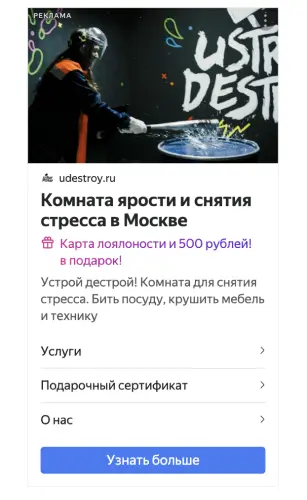 РЕКЛАМА
USTR
DEST
udestroy.ru
Комната ярости и снятия
стресса в Москве
Карта лоялоности и 500 рублей!
в подарок!
Устрой дестрой! Комната для снятия
стресса. Бить посуду, крушить мебель
и технику
Услуги
Подарочный сертификат
О нас
Узнать больше